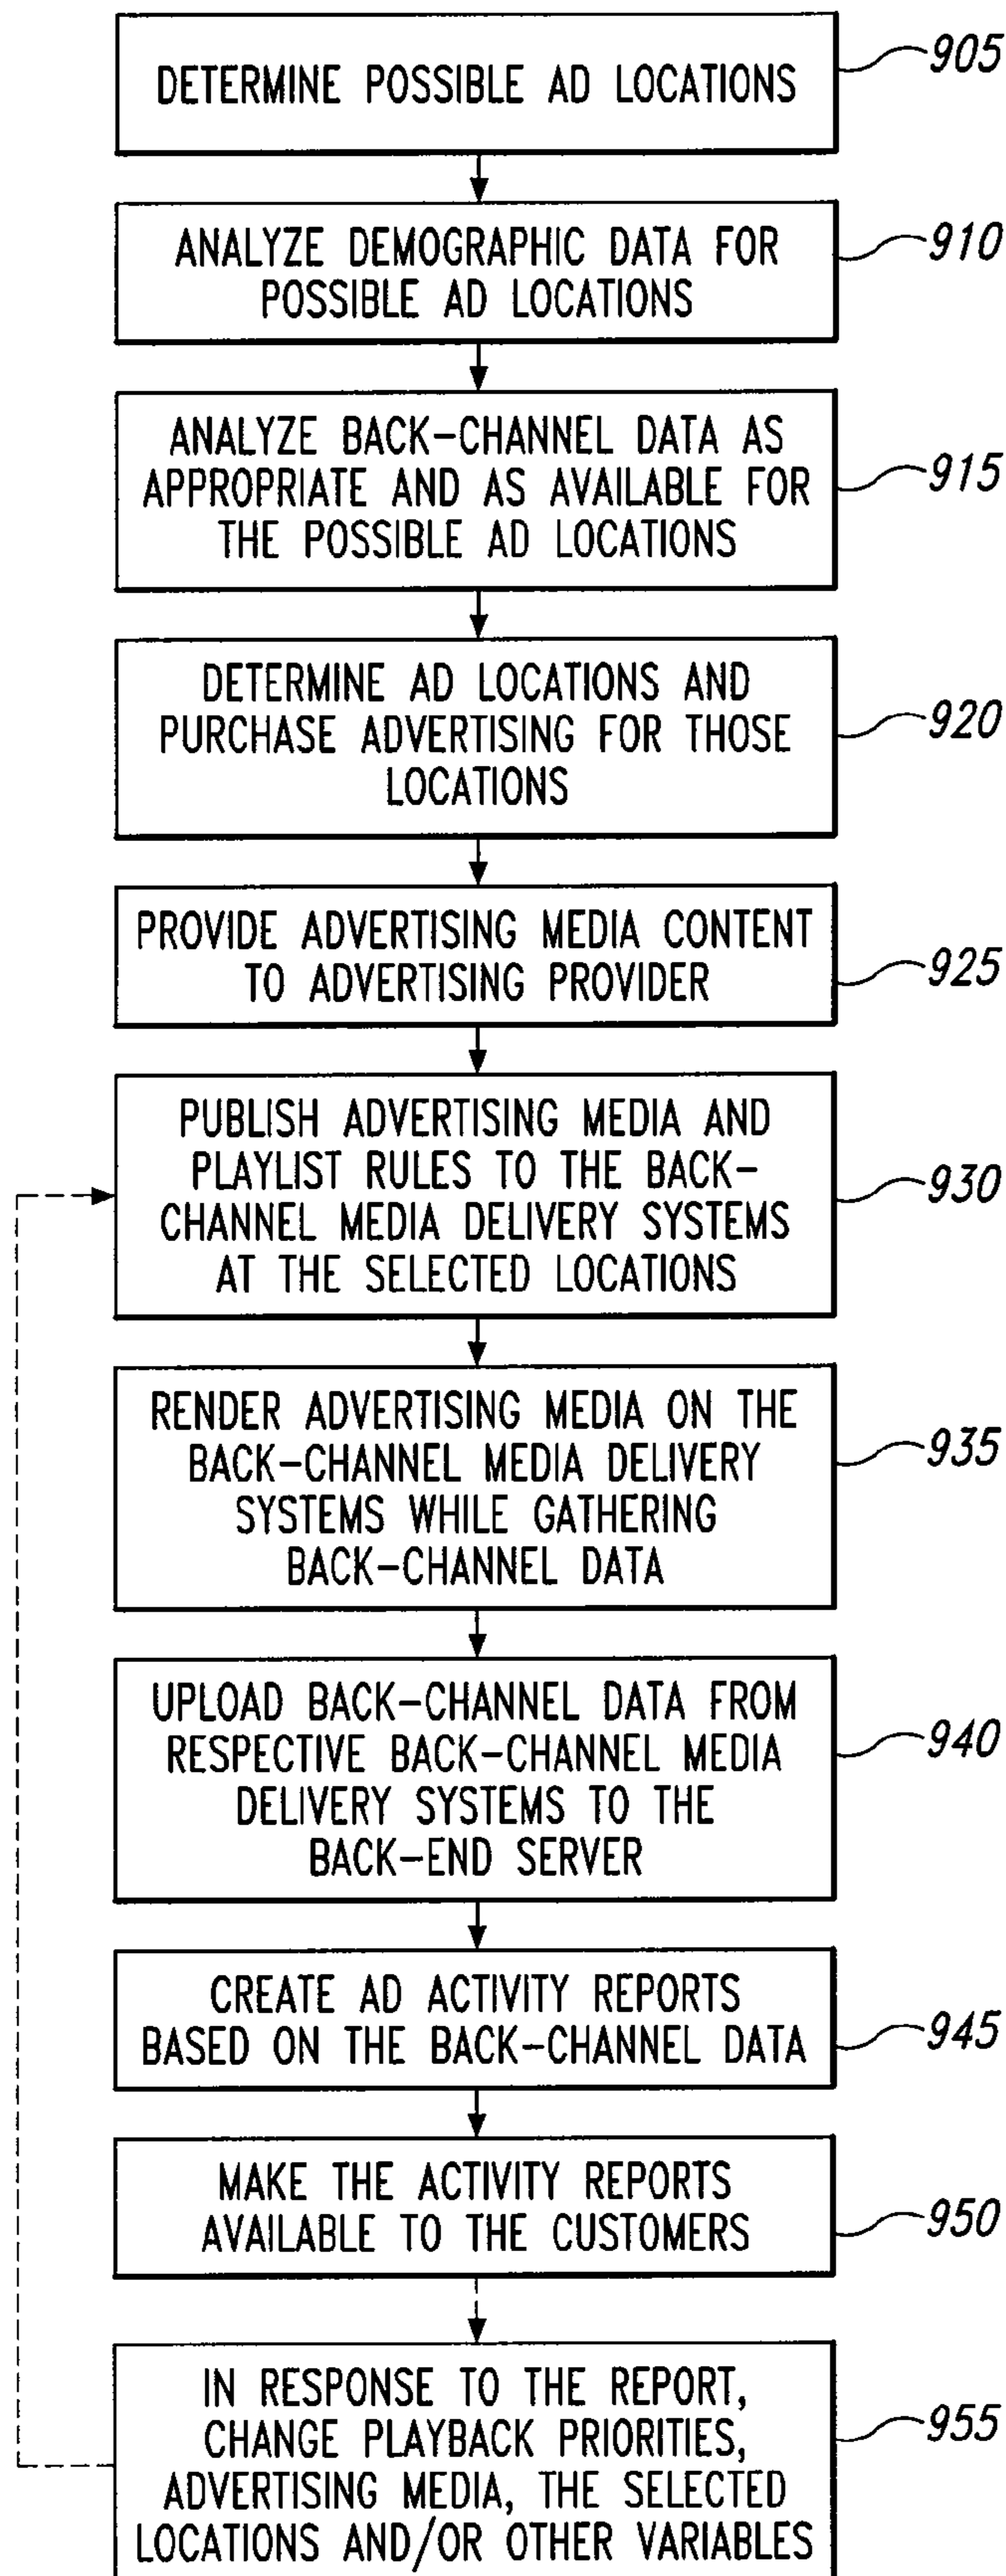 DETERMINE POSSIBLE AD LOCATIONS
905
ANALYZE DEMOGRAPHIC DATA FOR
POSSIBLE AD LOCATIONS
910
ANALYZE BACK-CHANNEL DATA AS
APPROPRIATE AND AS AVAILABLE FOR
THE POSSIBLE AD LOCATIONS
915
DETERMINE AD LOCATIONS AND
PURCHASE ADVERTISING FOR THOSE
LOCATIONS
920
PROVIDE ADVERTISING MEDIA CONTENT
TO ADVERTISING PROVIDER
925
PUBLISH ADVERTISING MEDIA AND
PLAYLIST RULES TO THE BACK-
CHANNEL MEDIA DELIVERY SYSTEMS
AT THE SELECTED LOCATIONS
930
RENDER ADVERTISING MEDIA ON THE
BACK-CHANNEL MEDIA DELIVERY
SYSTEMS WHILE GATHERING
BACK-CHANNEL DATA
935
UPLOAD BACK-CHANNEL DATA FROM
RESPECTIVE BACK-CHANNEL MEDIA
DELIVERY SYSTEMS TO THE
BACK-END SERVER
940
CREATE AD ACTIVITY REPORTS
BASED ON THE BACK-CHANNEL DATA
945
MAKE THE ACTIVITY REPORTS
AVAILABLE TO THE CUSTOMERS
950
IN RESPONSE TO THE REPORT,
CHANGE PLAYBACK PRIORITIES,
ADVERTISING MEDIA, THE SELECTED
LOCATIONS AND/OR OTHER VARIABLES
955